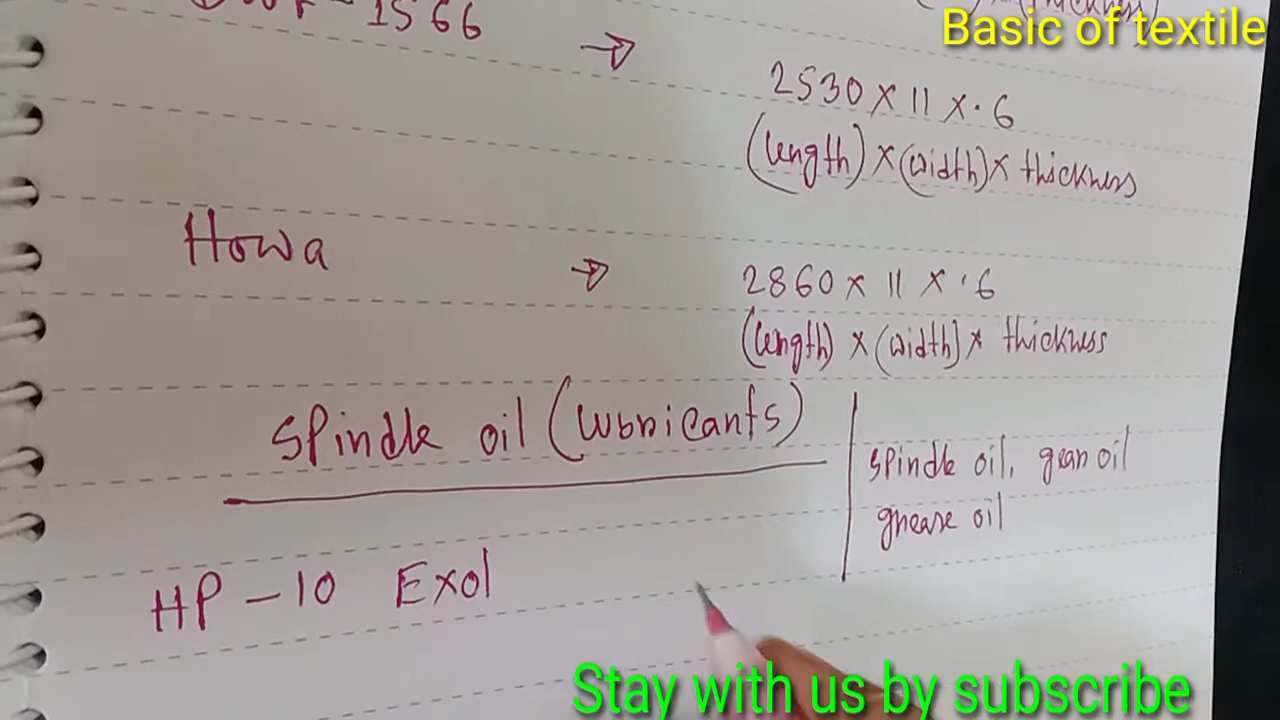 Basic of textile
1566 →
2530 x 11 x .6
(length) x (width) x thickness
Howa → 2860 x 11 x .6
(length) x (width) x thickness
Spindle oil (Lubricants)
spindle oil, gear oil
grease oil
HP - 10 Exol
Stay with us by subscribe